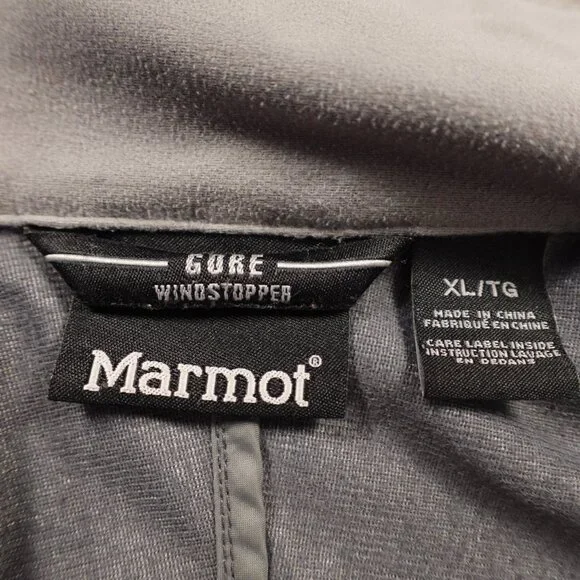 GORE
WINDSTOPPER
Marmot®
XL/TG
MADE IN CHINA
FABRIQUÉ EN CHINE
CARE LABEL INSIDE
INSTRUCTION LAVAGE
EN DEDANS